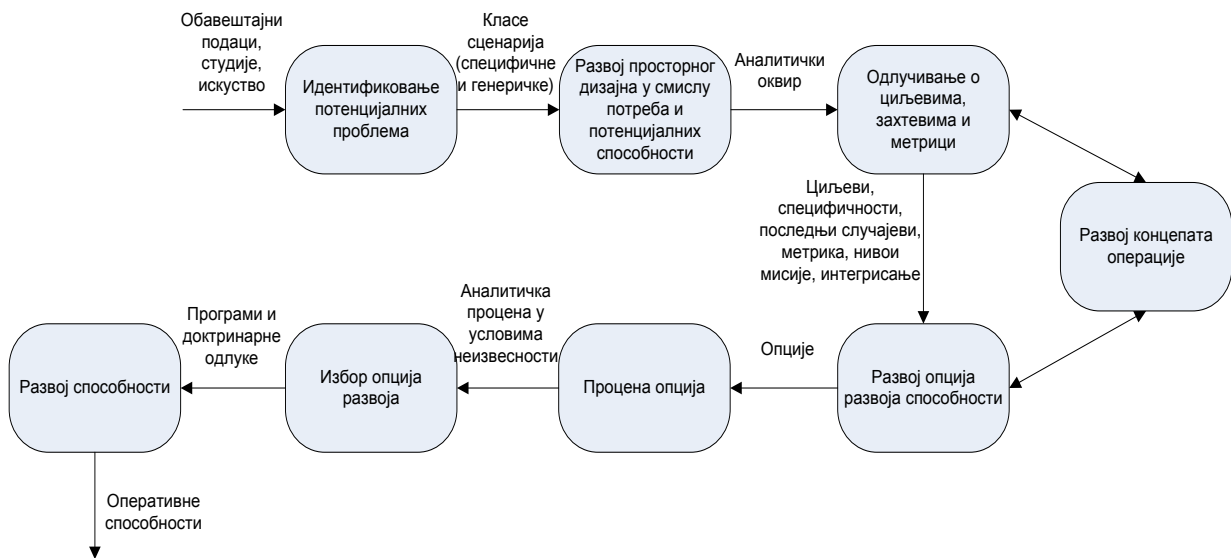 Обавештајни
подаци,
студије,
искуство
Идентификовање
потенцијалних
проблема
Класе
сценарија
(специфичне
и генеричке)
Развој просторног
дизајна у смислу
потреба и
потенцијалних
способности
Аналитички
оквир
Одлучивање о
циљевима,
захтевима и
метрици
Развој концепата
операције
Циљеви,
специфичности,
последњи случајеви,
метрика, нивои
мисије, интегрисање
Развој опција
развоја способности
Опције
Процена опција
Аналитичка
процена у
условима
неизвесности
Избор опција
развоја
Програми и
доктринарне
одлуке
Развој способности
Оперативне
способности